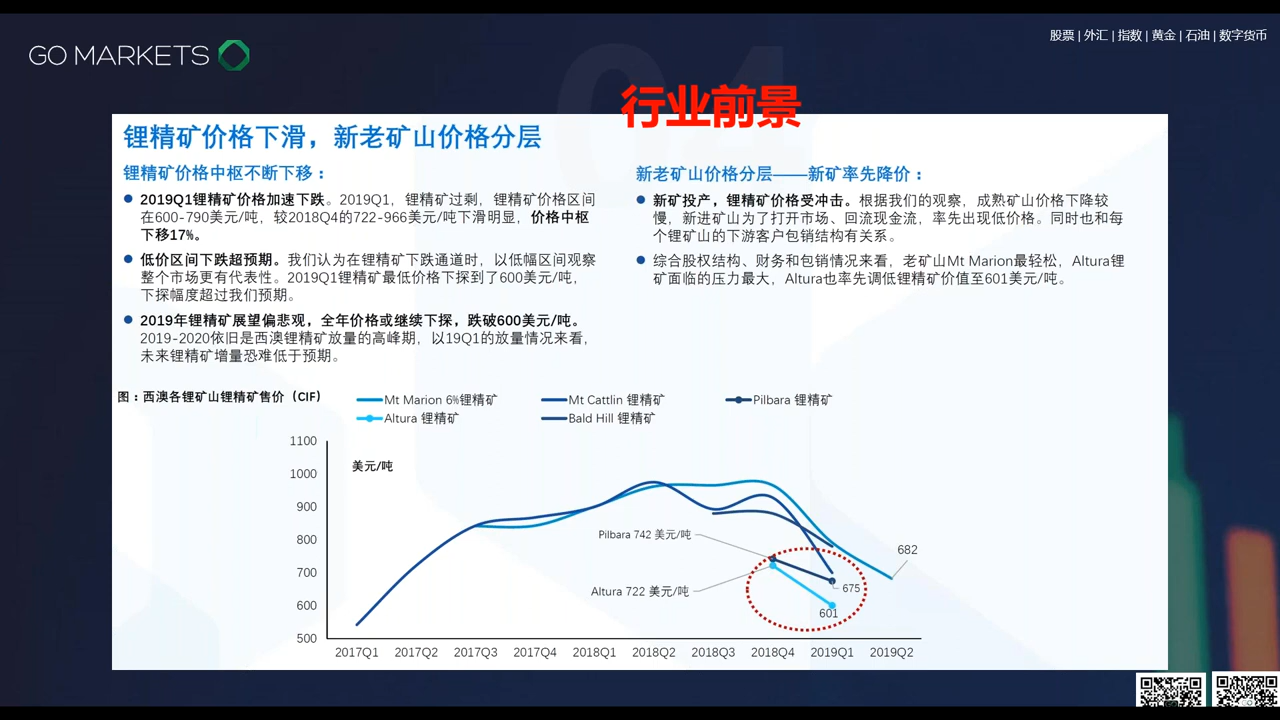 GO MARKETS
股票 | 外汇 | 指数 | 黄金 | 石油 | 数字货币
行业前景
锂精矿价格下滑，新老矿山价格分层
锂精矿价格中枢不断下移：
2019Q1锂精矿价格加速下跌。2019Q1，锂精矿过剩，锂精矿价格区间
在600-790美元/吨，较2018Q4的722-966美元/吨下滑明显，价格中枢
下移17%。
低价区间下跌超预期。我们认为在锂精矿下跌通道时，以低幅区间观察
整个市场更有代表性。2019Q1锂精矿最低价格下探到了600美元/吨，
下探幅度超过我们预期。
2019年锂精矿展望偏悲观，全年价格或继续下探，跌破600美元/吨。
2019-2020依旧是西澳锂精矿放量的高峰期，以19Q1的放量情况来看，
未来锂精矿增量恐难低于预期。
新老矿山价格分层——新矿率先降价：
新矿投产，锂精矿价格受冲击。根据我们的观察，成熟矿山价格下降较
慢，新进矿山为了打开市场、回流现金流，率先出现低价格。同时也和每
个锂矿山的下游客户包销结构有关系。
综合股权结构、财务和包销情况来看，老矿山Mt Marion最轻松，Altura锂
矿面临的压力最大，Altura也率先调低锂精矿价值至601美元/吨。
图：西澳各锂矿山锂精矿售价（CIF）
Mt Marion 6%锂精矿
Mt Cattlin 锂精矿
Pilbara 锂精矿
Altura 锂精矿
Bald Hill 锂精矿
美元/吨
1100
1000
900
800
700
600
500
Pilbara 742 美元/吨
Altura 722 美元/吨
682
675
601
2017Q1 2017Q2 2017Q3 2017Q4 2018Q1 2018Q2 2018Q3 2018Q4 2019Q1 2019Q2